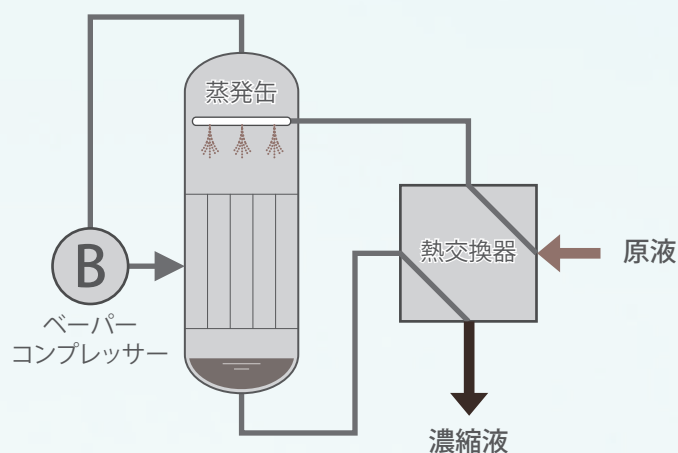 蒸発缶
B
ベーパー
コンプレッサー
熱交換器
原液
濃縮液